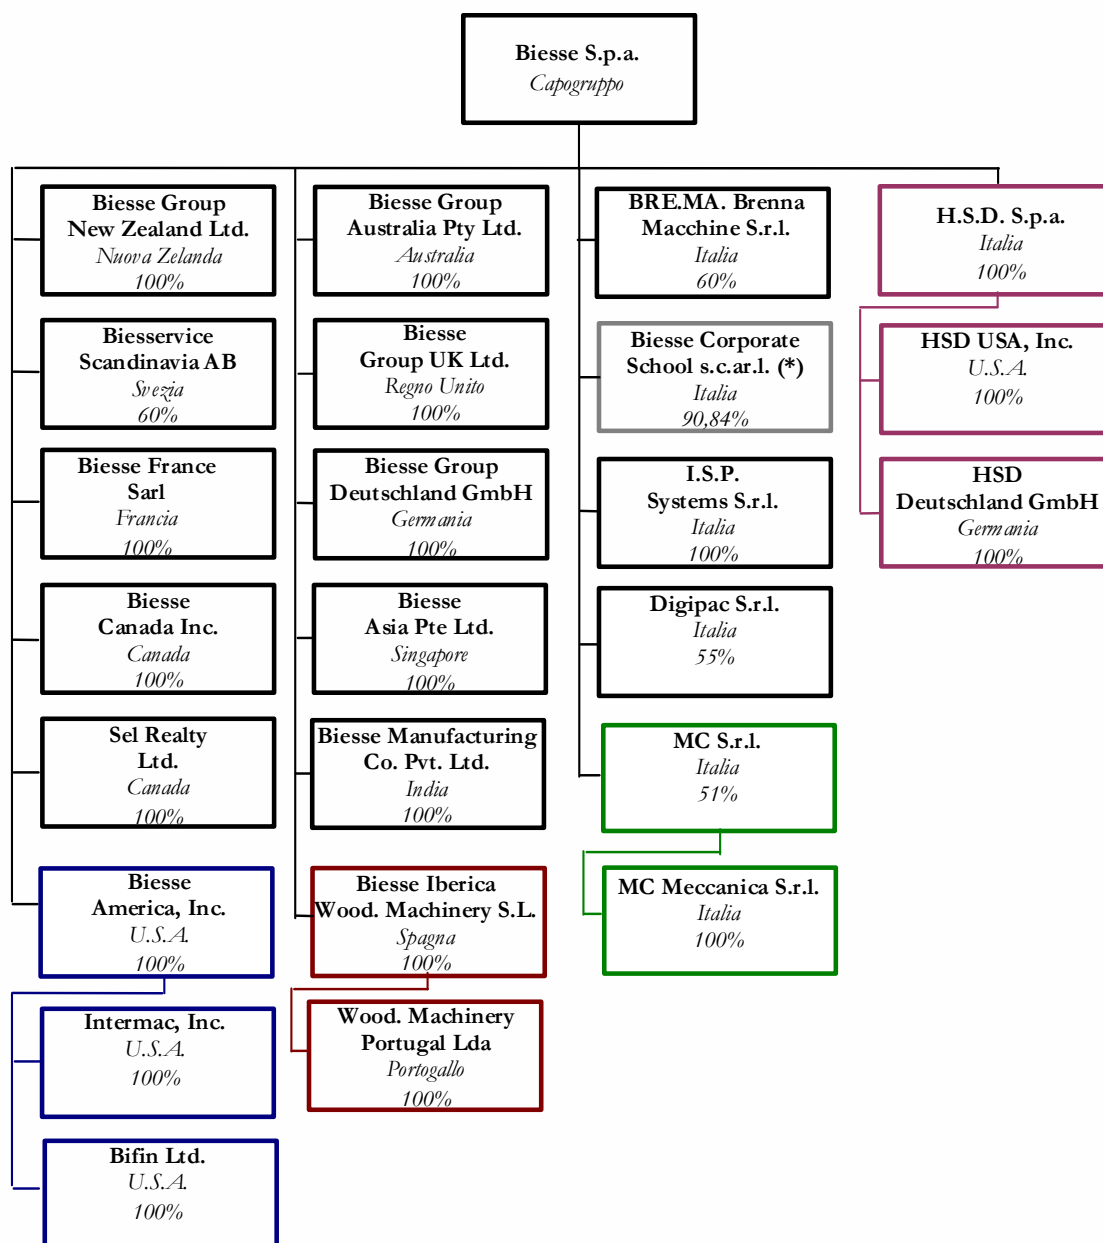 Biesse S.p.a.
Capogruppo
Biesse Group
New Zealand Ltd.
Nuova Zelanda
100%
Biesservice
Scandinavia AB
Svezia
60%
Biesse France
Sarl
Francia
100%
Biesse
Canada Inc.
Canada
100%
Sel Realty
Ltd.
Canada
100%
Biesse
America, Inc.
U.S.A.
100%
Intermac, Inc.
U.S.A.
100%
Bifin Ltd.
U.S.A.
100%
Biesse Group
Australia Pty Ltd.
Australia
100%
Biesse
Group UK Ltd.
Regno Unito
100%
Biesse Group
Deutschland GmbH
Germania
100%
Biesse
Asia Pte Ltd.
Singapore
100%
Biesse Manufacturing
Co. Pvt. Ltd.
India
100%
Biesse Iberica
Wood. Machinery S.L.
Spagna
100%
Wood. Machinery
Portugal Lda
Portogallo
100%
BRE.MA. Brenna
Macchine S.r.l.
Italia
60%
Biesse Corporate
School s.c.ar.l. (*)
Italia
90,84%
I.S.P.
Systems S.r.l.
Italia
100%
Digipac S.r.l.
Italia
55%
MC S.r.l.
Italia
51%
MC Meccanica S.r.l.
Italia
100%
H.S.D. S.p.a.
Italia
100%
HSD USA, Inc.
U.S.A.
100%
HSD
Deutschland GmbH
Germania
100%